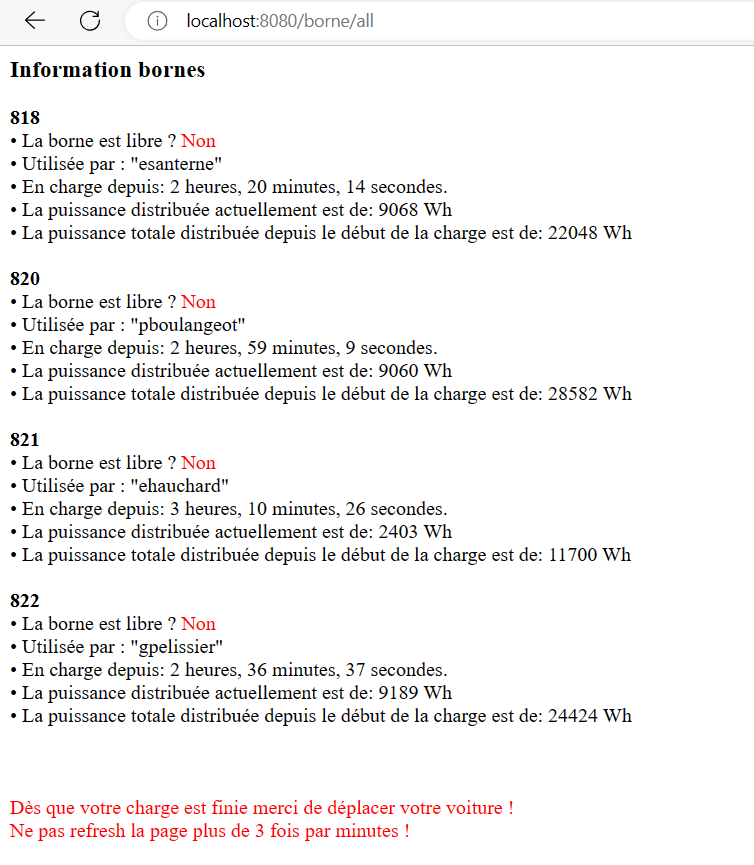 localhost:8080/borne/all
Information bornes
818
• La borne est libre ? Non
• Utilisée par : "esanterne"
• En charge depuis: 2 heures, 20 minutes, 14 secondes.
• La puissance distribuée actuellement est de: 9068 Wh
• La puissance totale distribuée depuis le début de la charge est de: 22048 Wh
820
• La borne est libre ? Non
• Utilisée par : "pboulangeot"
• En charge depuis: 2 heures, 59 minutes, 9 secondes.
• La puissance distribuée actuellement est de: 9060 Wh
• La puissance totale distribuée depuis le début de la charge est de: 28582 Wh
821
• La borne est libre ? Non
• Utilisée par : "ehauchard"
• En charge depuis: 3 heures, 10 minutes, 26 secondes.
• La puissance distribuée actuellement est de: 2403 Wh
• La puissance totale distribuée depuis le début de la charge est de: 11700 Wh
822
• La borne est libre ? Non
• Utilisée par : "gpelissier"
• En charge depuis: 2 heures, 36 minutes, 37 secondes.
• La puissance distribuée actuellement est de: 9189 Wh
• La puissance totale distribuée depuis le début de la charge est de: 24424 Wh
Dès que votre charge est finie merci de déplacer votre voiture !
Ne pas refresh la page plus de 3 fois par minutes !